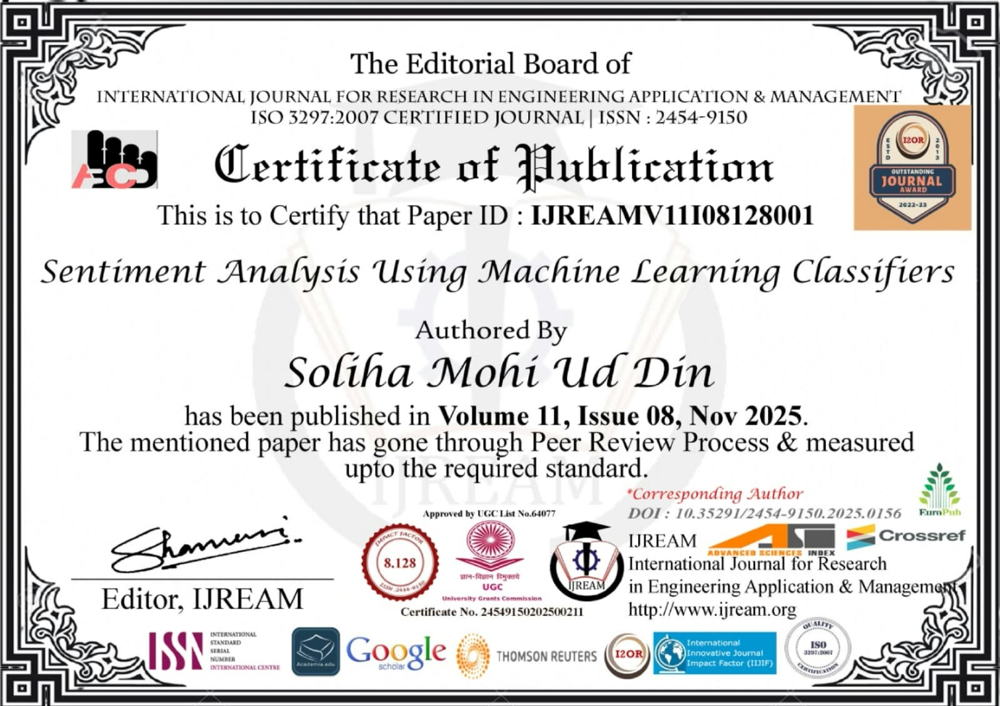 The Editorial Board of
INTERNATIONAL JOURNAL FOR RESEARCH IN ENGINEERING APPLICATION & MANAGEMENT
ISO 3297:2007 CERTIFIED JOURNAL | ISSN : 2454-9150
ABCD
Certificate of Publication
I2OR
ESTD
2013
OUTSTANDING
JOURNAL
AWARD
2022-23
This is to Certify that Paper ID : IJREAMV11I08128001
Sentiment Analysis Using Machine Learning Classifiers
Authored By
Soliha Mohi Ud Din
has been published in Volume 11, Issue 08, Nov 2025.
The mentioned paper has gone through Peer Review Process & measured
upto the required standard.
IJREAM
*Corresponding Author
DOI : 10.35291/2454-9150.2025.0156
EuroPub
Approved by UGC List No.64077
IMPACT FACTOR
8.128
ISSN :2454-9150
ज्ञान-विज्ञान विमुक्तये
UGC
University Grants Commission
IJREAM
IJREAM
ASI
ADVANCED SCIENCES INDEX
Crossref
International Journal for Research
in Engineering Application & Management
http://www.ijream.org
Editor, IJREAM
Certificate No. 24549150202500211
ISSN
INTERNATIONAL
STANDARD
SERIAL
NUMBER
INTERNATIONAL CENTRE
Academia.edu
Google
scholar
THOMSON REUTERS
I2OR
International
Innovative Journal
Impact Factor (IIJIF)
QUALITY
ISO
3297:2007
CERTIFICATION